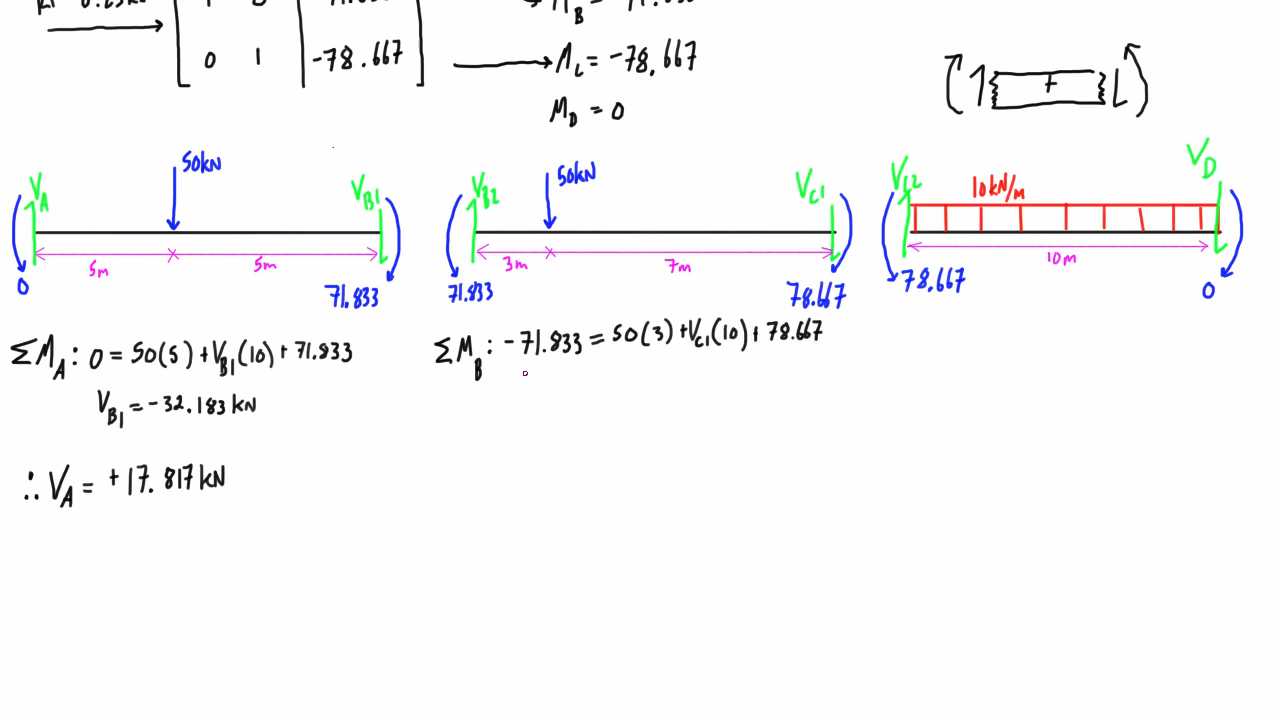 0 1 -78.667 → M_C = -78.667
M_D = 0
+
V_A 50kN V_B1
5m 5m
0 71.833
V_B2 50kN V_C1
3m 7m
71.833 78.667
V_C2 10kN/m V_D
10m
78.667 0
ΣM_A: 0 = 50(5) + V_B1(10) + 71.833
V_B1 = -32.183 kN
∴ V_A = +17.817 kN
ΣM_B: -71.833 = 50(3) + V_C1(10) + 78.667